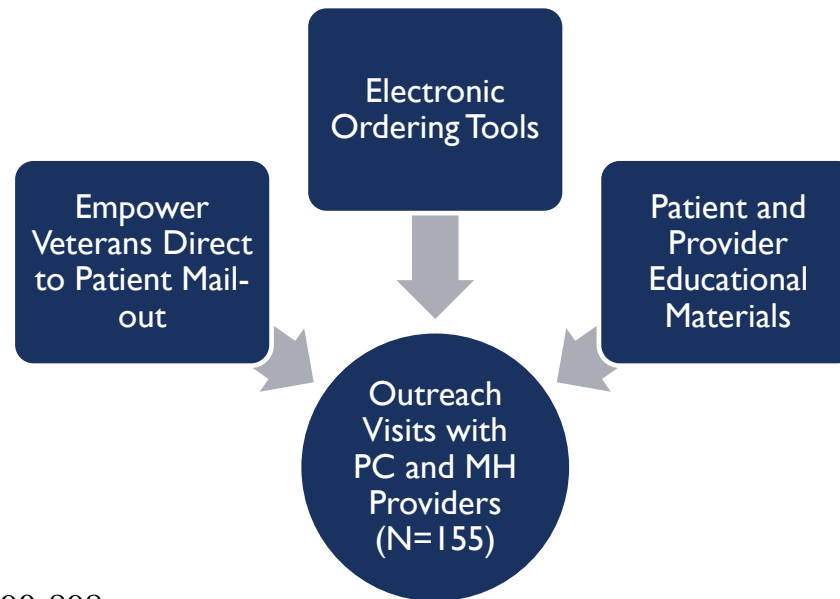 Electronic
Ordering Tools
Empower
Veterans Direct
to Patient Mail-
out
Patient and
Provider
Educational
Materials
Outreach
Visits with
PC and MH
Providers
(N=155)